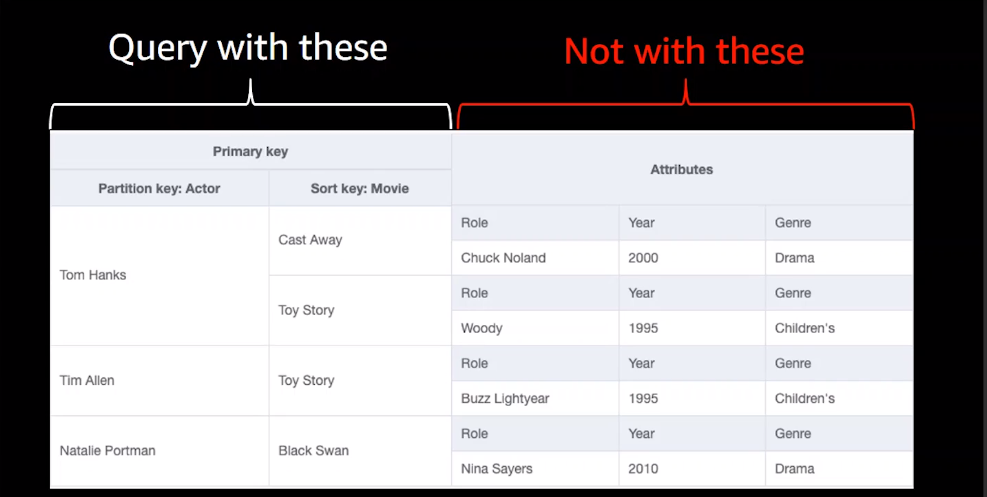 Query with these
Not with these
Primary key
Attributes
Partition key: Actor
Sort key: Movie
Role
Year
Genre
Tom Hanks
Cast Away
Chuck Noland
2000
Drama
Role
Year
Genre
Toy Story
Woody
1995
Children's
Role
Year
Genre
Tim Allen
Toy Story
Buzz Lightyear
1995
Children's
Role
Year
Genre
Natalie Portman
Black Swan
Nina Sayers
2010
Drama